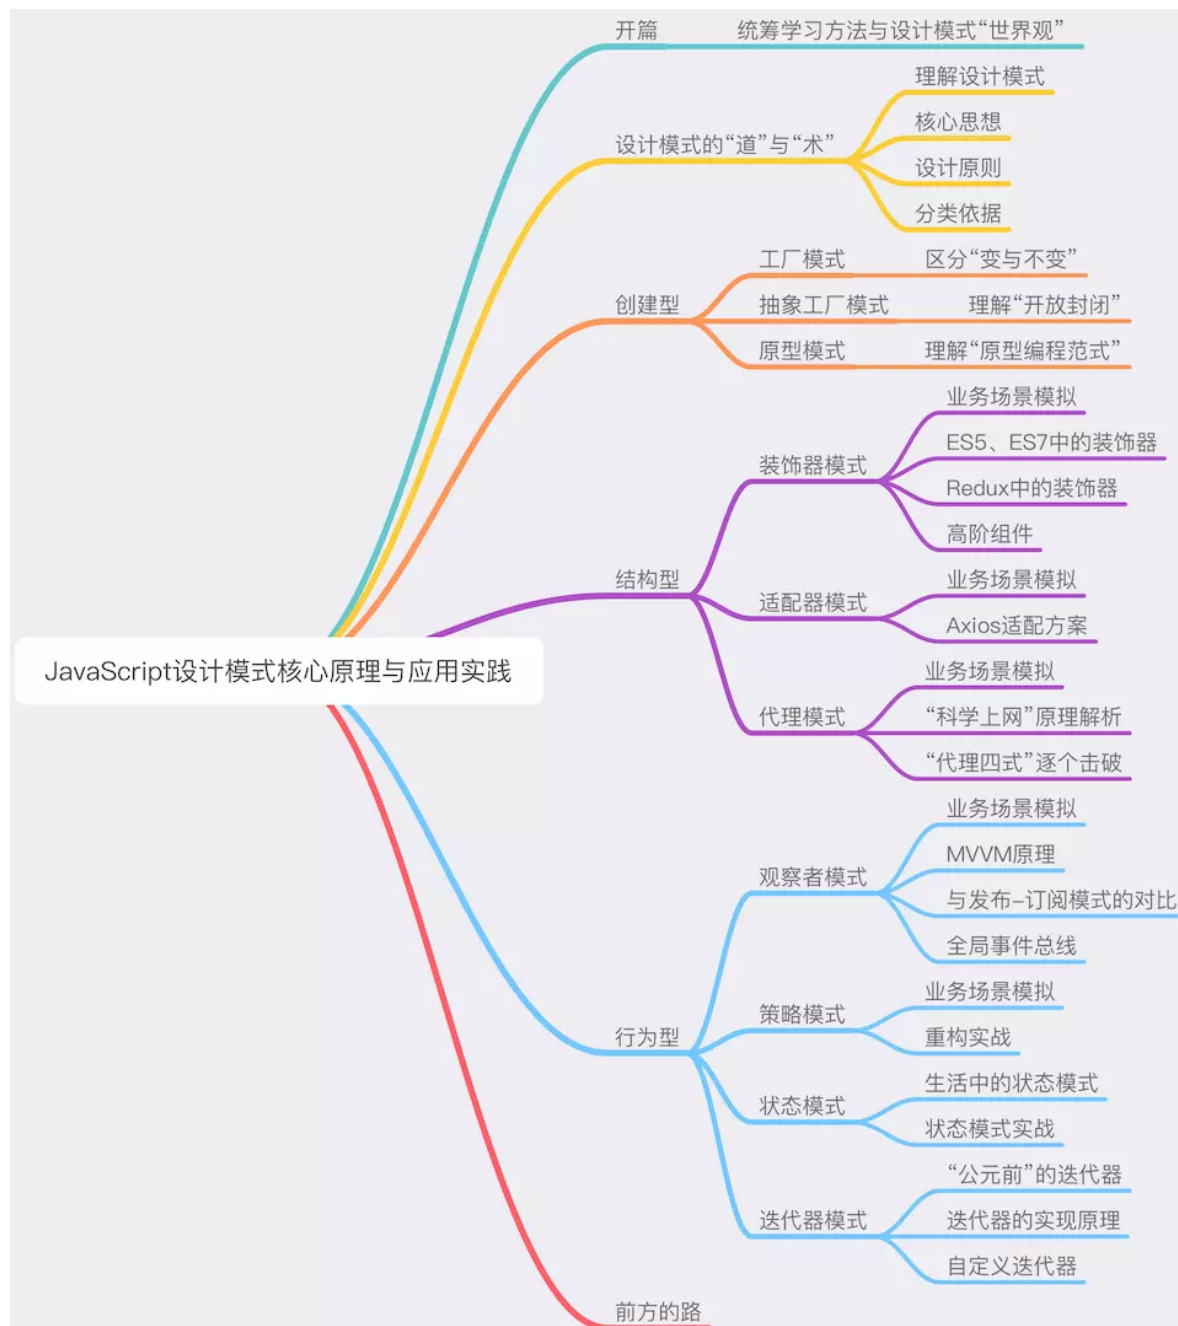 开篇
统筹学习方法与设计模式“世界观”
设计模式的“道”与“术”
理解设计模式
核心思想
设计原则
分类依据
创建型
工厂模式
区分“变与不变”
抽象工厂模式
理解“开放封闭”
原型模式
理解“原型编程范式”
JavaScript设计模式核心原理与应用实践
结构型
装饰器模式
业务场景模拟
ES5、ES7中的装饰器
Redux中的装饰器
高阶组件
适配器模式
业务场景模拟
Axios适配方案
代理模式
业务场景模拟
“科学上网”原理解析
“代理四式”逐个击破
行为型
观察者模式
业务场景模拟
MVVM原理
与发布–订阅模式的对比
全局事件总线
策略模式
业务场景模拟
重构实战
状态模式
生活中的状态模式
状态模式实战
迭代器模式
“公元前”的迭代器
迭代器的实现原理
自定义迭代器
前方的路